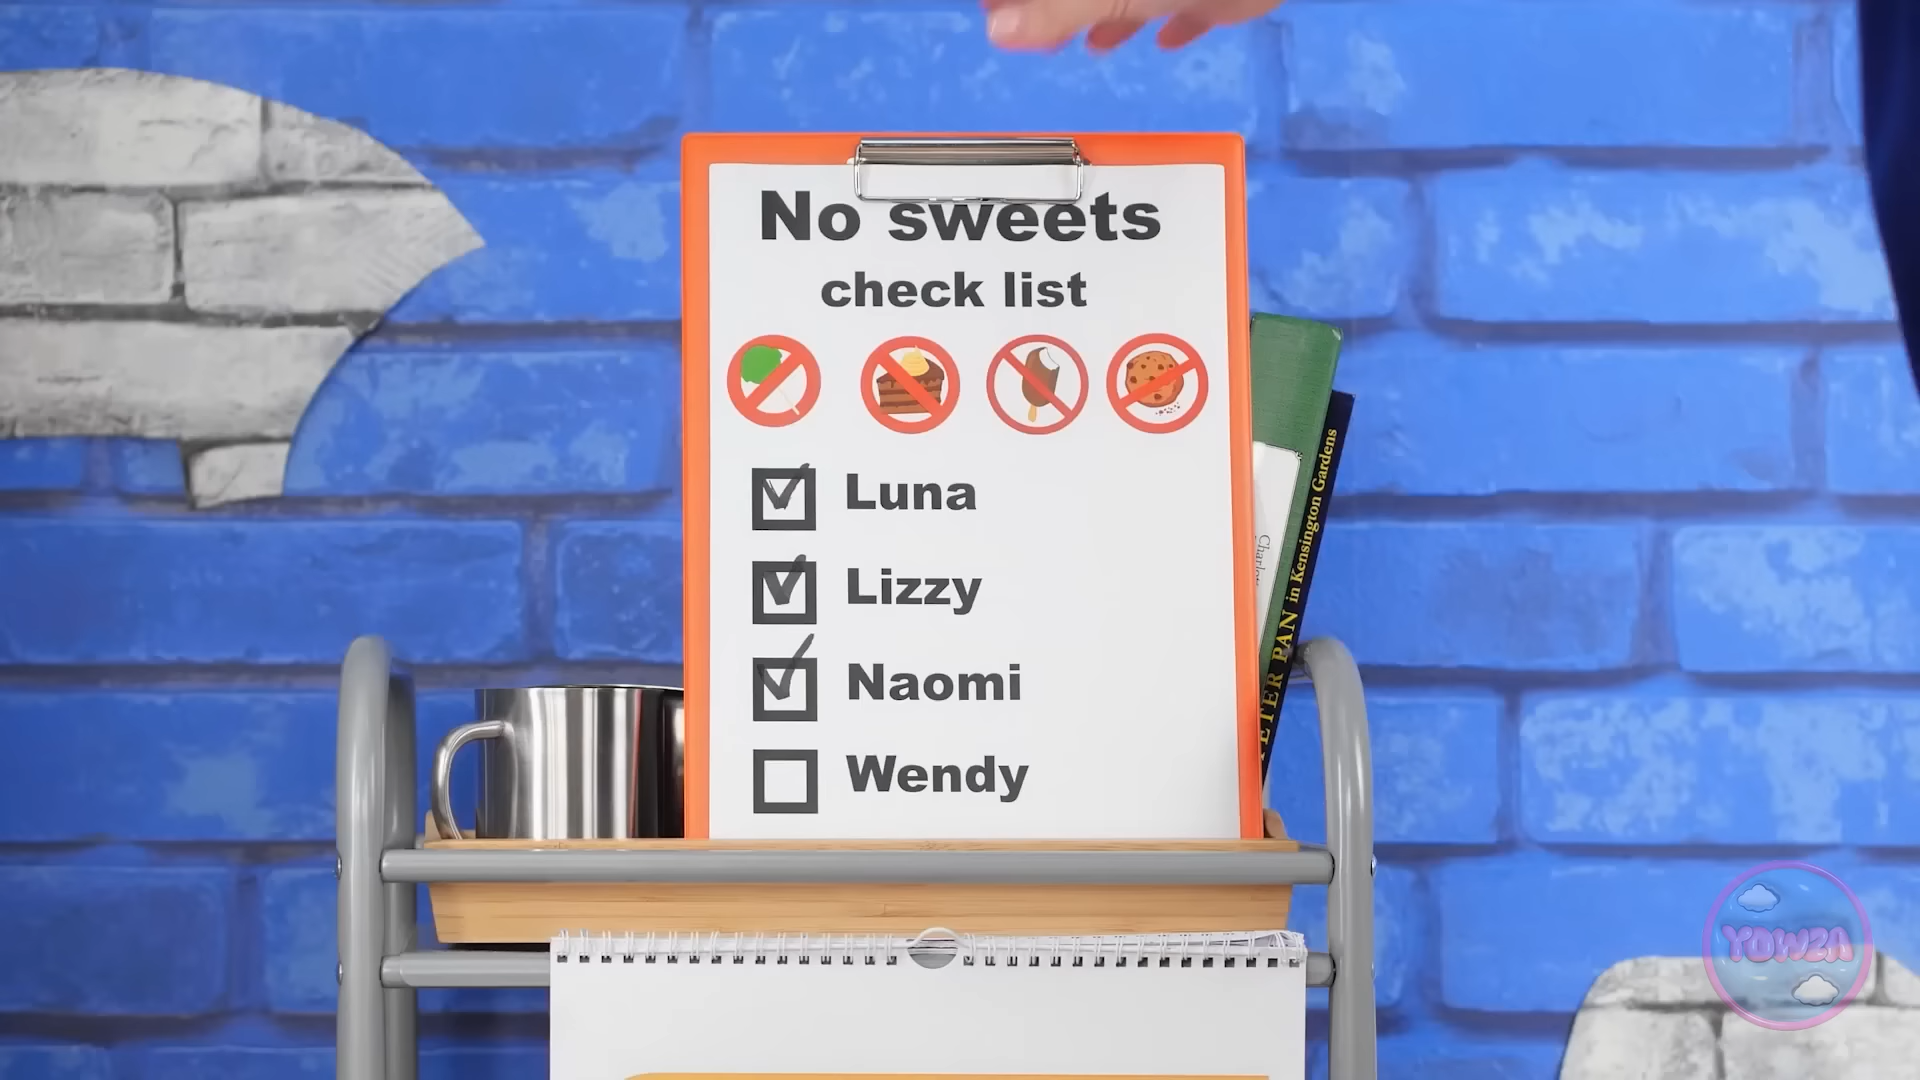 No sweets
check list
Luna
Lizzy
Naomi
Wendy
PETER PAN in Kensington Gardens
YOWZA